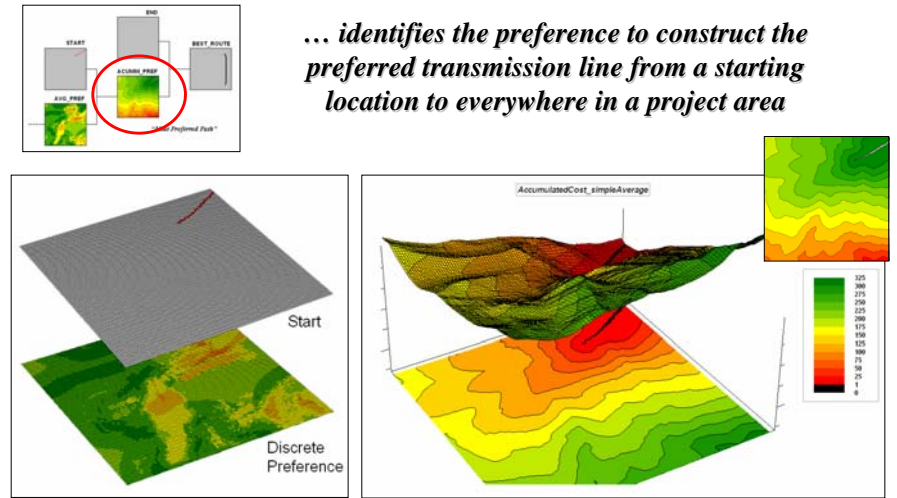 END
START
BEST_ROUTE
ACUMM_PREF
AVG_PREF
Preferred Path"
… identifies the preference to construct the
preferred transmission line from a starting
location to everywhere in a project area
Start
Discrete
Preference
AccumulatedCost_simpleAverage
325
300
275
250
225
200
175
150
125
100
75
50
25
1
0